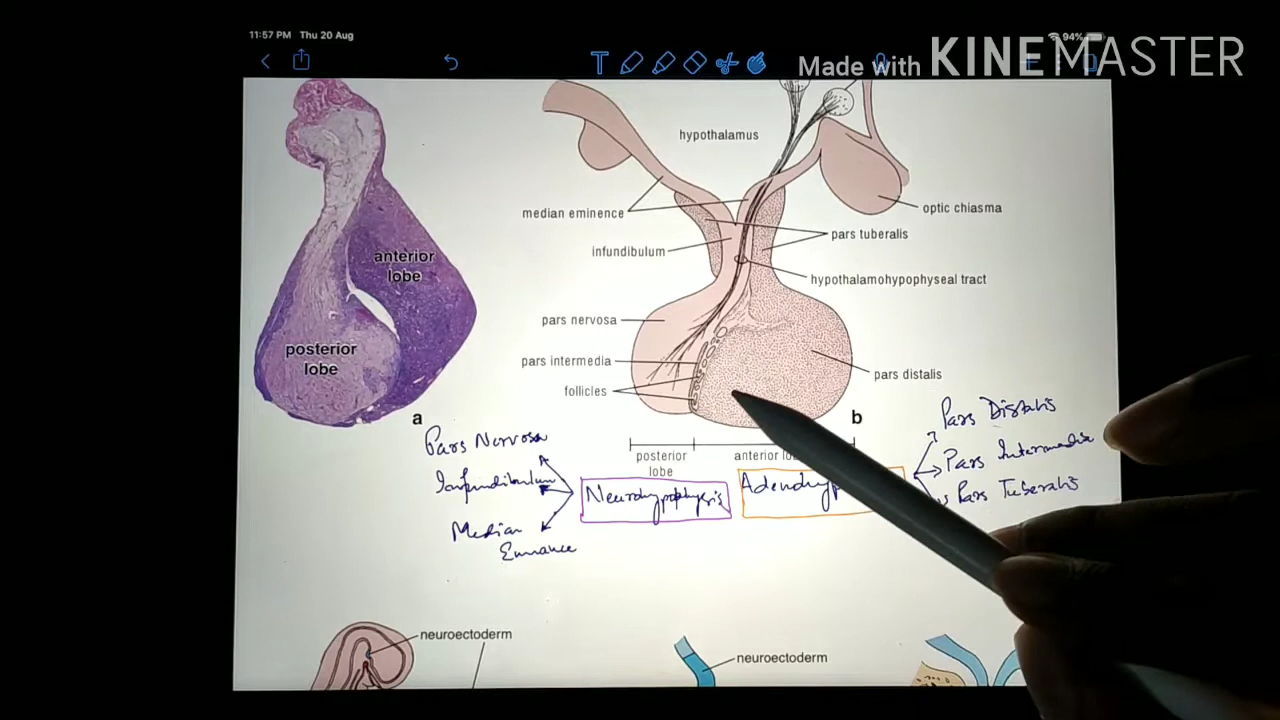 11:57 PM Thu 20 Aug
94%
Made with KINEMASTER
T
hypothalamus
median eminence
optic chiasma
pars tuberalis
infundibulum
hypothalamohypophyseal tract
anterior
lobe
pars nervosa
posterior
lobe
pars intermedia
follicles
pars distalis
a
b
Pars Distalis
Pars Nervosa
posterior
lobe
anterior lo
Pars Intermedia
Infundibulum
Neurohypophysis
Adenohyp
Pars Tuberalis
Median
Eminence
neuroectoderm
neuroectoderm